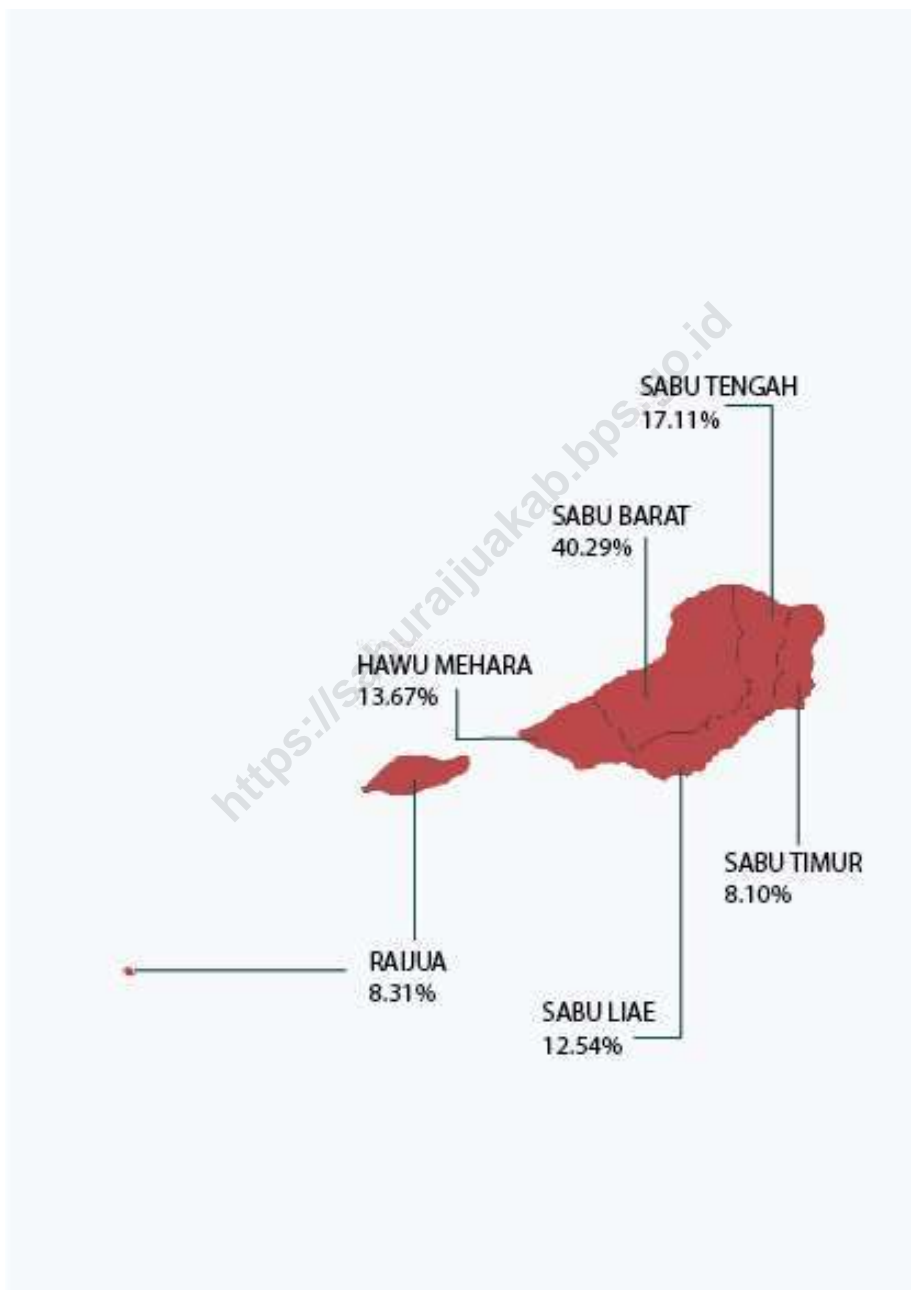 SABU TENGAH
17.11%
SABU BARAT
40.29%
HAWU MEHARA
13.67%
SABU TIMUR
8.10%
RAIJUA
8.31%
SABU LIAE
12.54%
https://saburaijuakab.bps.go.id